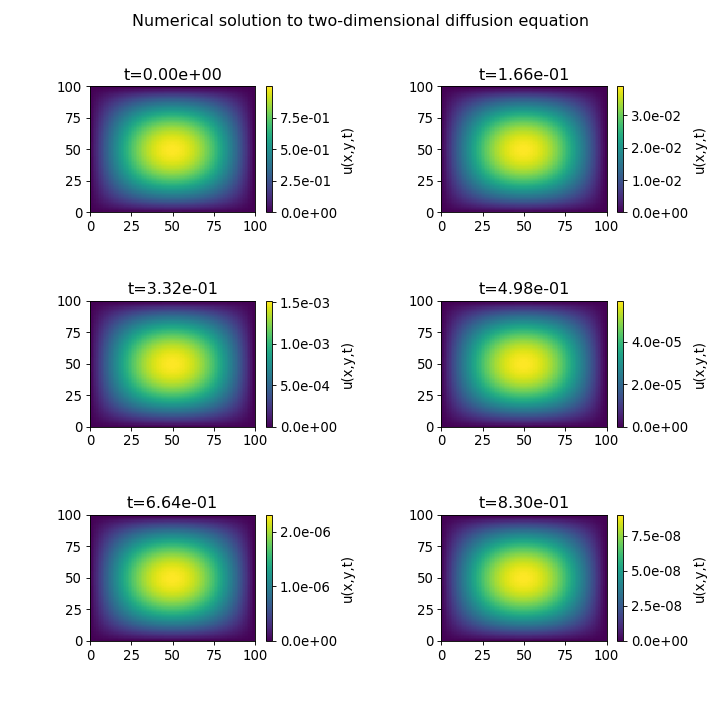 Numerical solution to two-dimensional diffusion equation
t=0.00e+00
100
75
50
25
0
0 25 50 75 100
7.5e-01
5.0e-01
2.5e-01
0.0e+00
u(x,y,t)
t=1.66e-01
100
75
50
25
0
0 25 50 75 100
3.0e-02
2.0e-02
1.0e-02
0.0e+00
u(x,y,t)
t=3.32e-01
100
75
50
25
0
0 25 50 75 100
1.5e-03
1.0e-03
5.0e-04
0.0e+00
u(x,y,t)
t=4.98e-01
100
75
50
25
0
0 25 50 75 100
4.0e-05
2.0e-05
0.0e+00
u(x,y,t)
t=6.64e-01
100
75
50
25
0
0 25 50 75 100
2.0e-06
1.0e-06
0.0e+00
u(x,y,t)
t=8.30e-01
100
75
50
25
0
0 25 50 75 100
7.5e-08
5.0e-08
2.5e-08
0.0e+00
u(x,y,t)